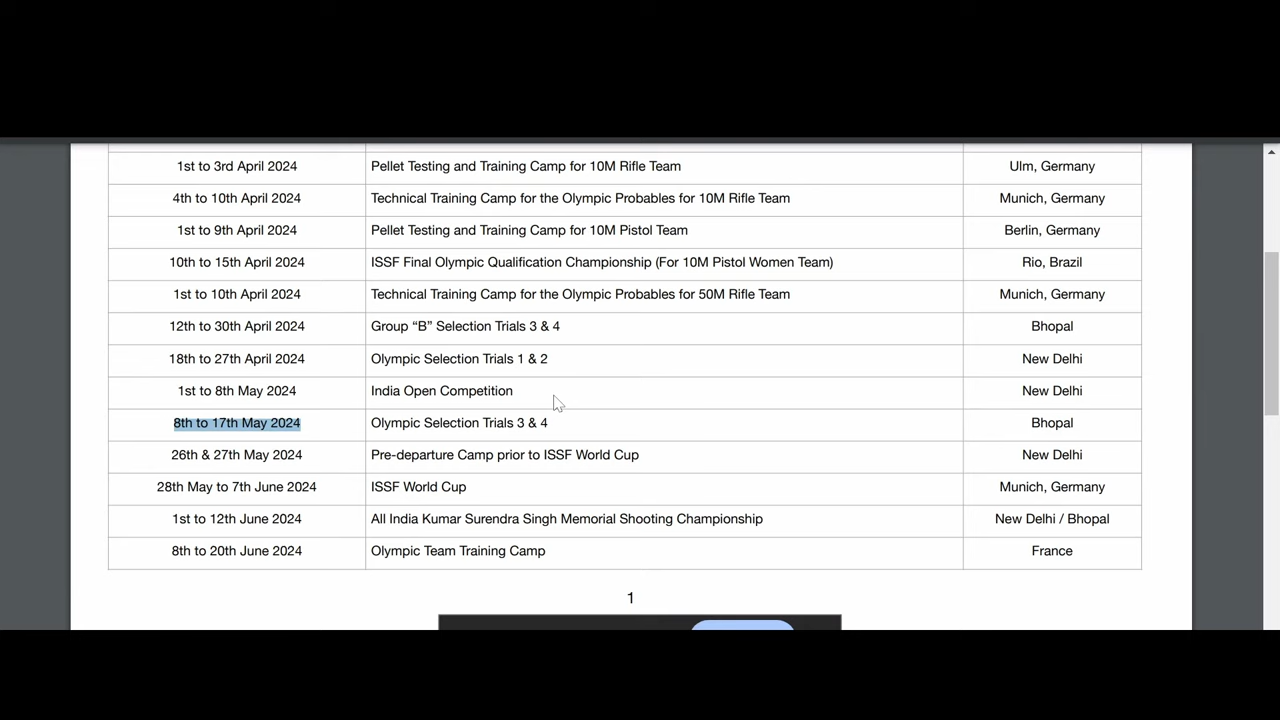 1st to 3rd April 2024 Pellet Testing and Training Camp for 10M Rifle Team Ulm, Germany
4th to 10th April 2024 Technical Training Camp for the Olympic Probables for 10M Rifle Team Munich, Germany
1st to 9th April 2024 Pellet Testing and Training Camp for 10M Pistol Team Berlin, Germany
10th to 15th April 2024 ISSF Final Olympic Qualification Championship (For 10M Pistol Women Team) Rio, Brazil
1st to 10th April 2024 Technical Training Camp for the Olympic Probables for 50M Rifle Team Munich, Germany
12th to 30th April 2024 Group “B” Selection Trials 3 & 4 Bhopal
18th to 27th April 2024 Olympic Selection Trials 1 & 2 New Delhi
1st to 8th May 2024 India Open Competition New Delhi
8th to 17th May 2024 Olympic Selection Trials 3 & 4 Bhopal
26th & 27th May 2024 Pre-departure Camp prior to ISSF World Cup New Delhi
28th May to 7th June 2024 ISSF World Cup Munich, Germany
1st to 12th June 2024 All India Kumar Surendra Singh Memorial Shooting Championship New Delhi / Bhopal
8th to 20th June 2024 Olympic Team Training Camp France
1